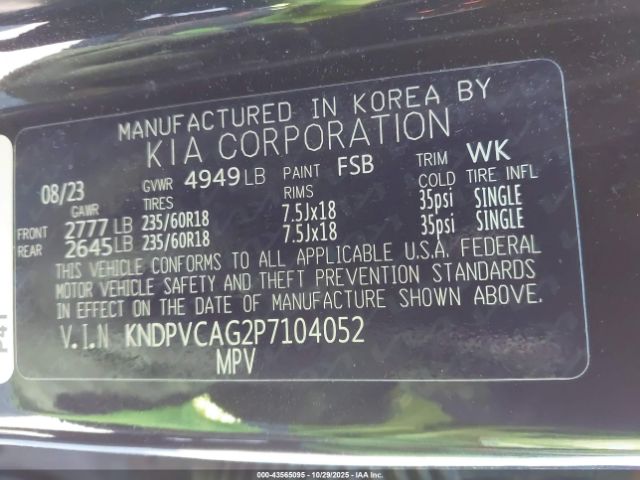 MANUFACTURED IN KOREA BY
KIA CORPORATION
08/23 GVWR 4949LB PAINT FSB TRIM WK
GAWR TIRES RIMS COLD TIRE INFL
FRONT 2777LB 235/60R18 7.5Jx18 35psi SINGLE
REAR 2645LB 235/60R18 7.5Jx18 35psi SINGLE
THIS VEHICLE CONFORMS TO ALL APPLICABLE U.S.A. FEDERAL
MOTOR VEHICLE SAFETY AND THEFT PREVENTION STANDARDS
IN EFFECT ON THE DATE OF MANUFACTURE SHOWN ABOVE.
V.I.N KNDPVCAG2P7104052
MPV
© 000-43565095 | 10/29/2025 | IAAI